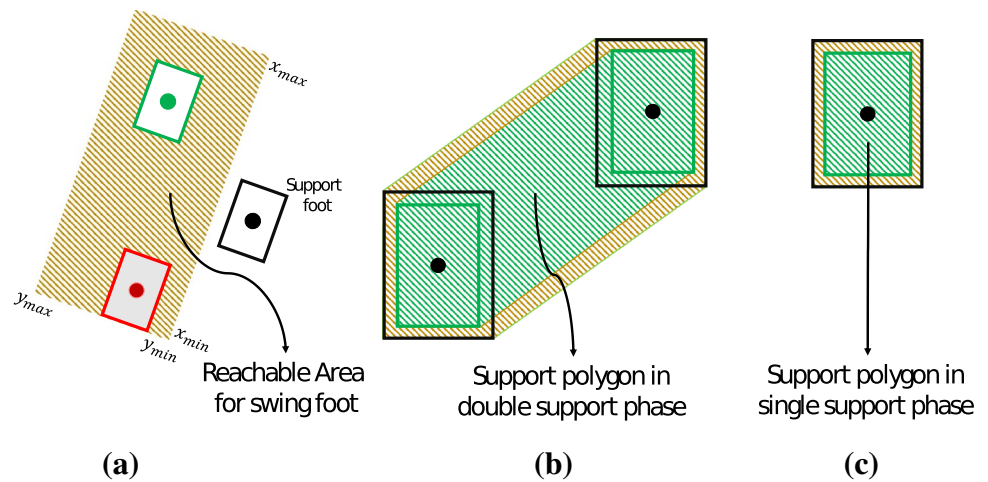 x_max
Support
foot
y_max
x_min
y_min
Reachable Area
for swing foot
Support polygon in
double support phase
Support polygon in
single support phase
(a)
(b)
(c)